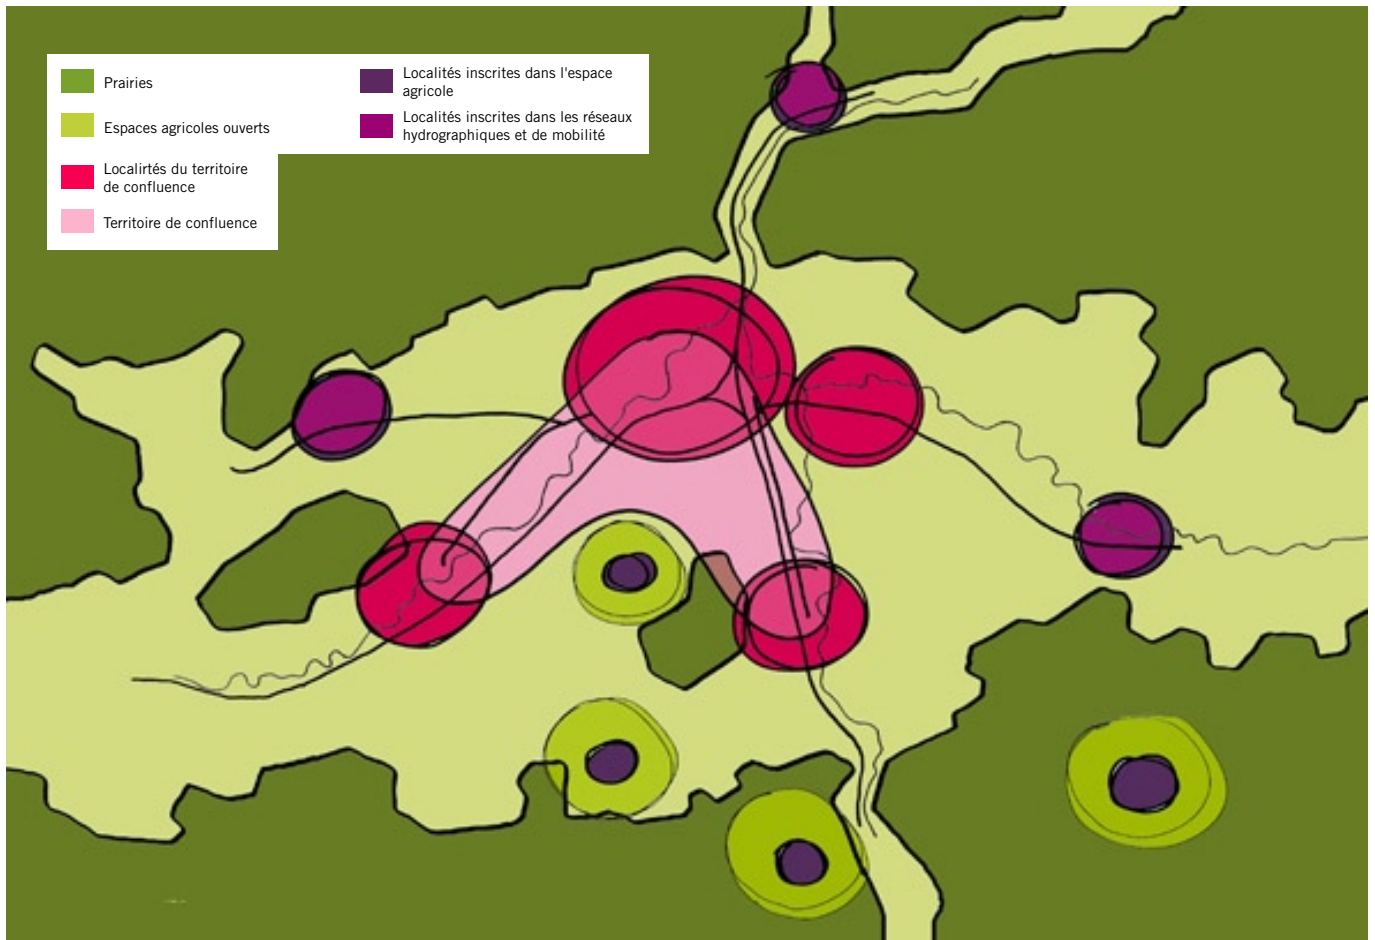 Prairies
Espaces agricoles ouverts
Localirtés du territoire
de confluence
Territoire de confluence
Localités inscrites dans l'espace
agricole
Localités inscrites dans les réseaux
hydrographiques et de mobilité